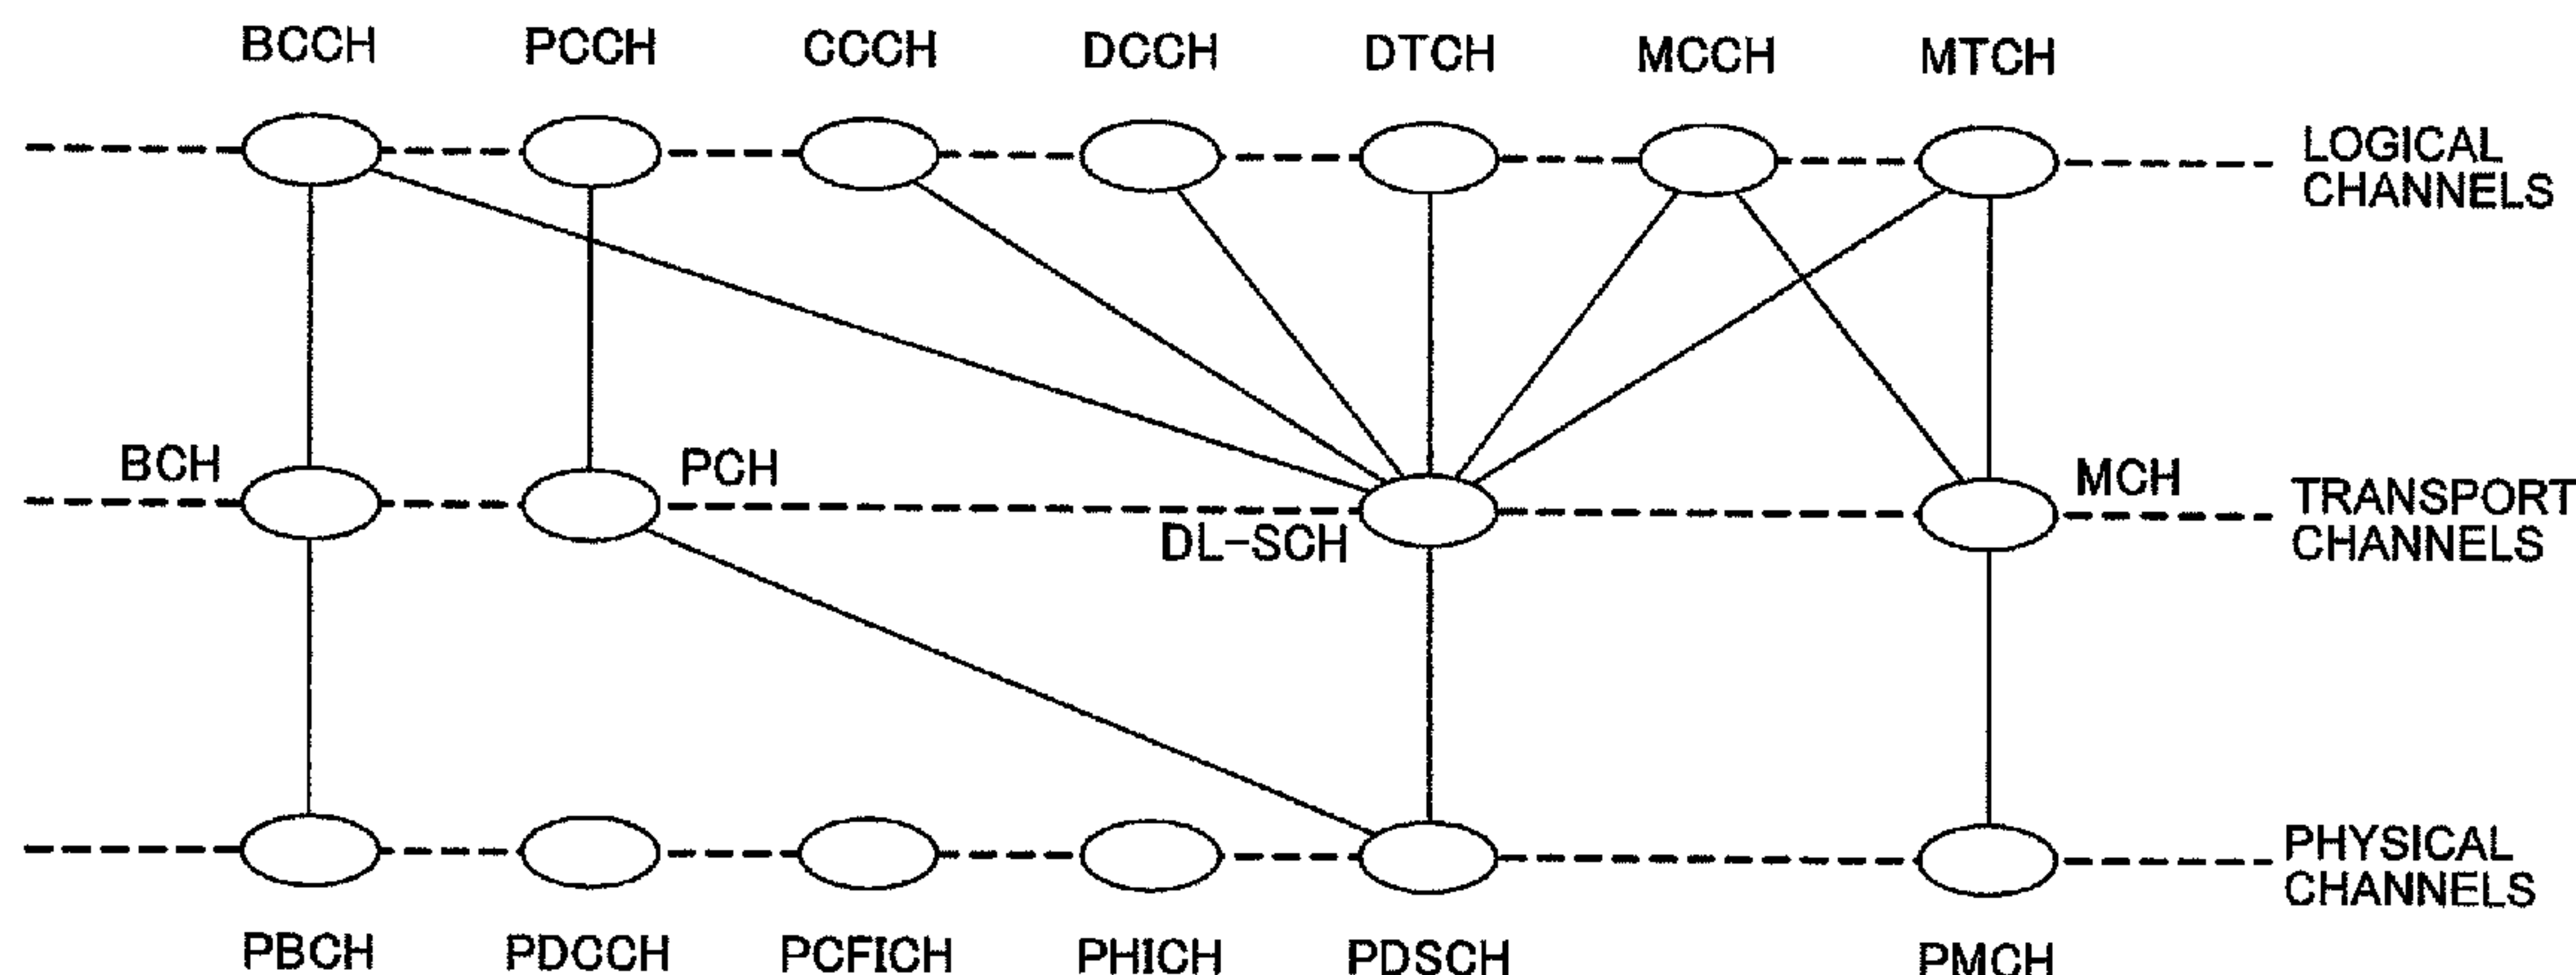 BCCH PCCH CCCH DCCH DTCH MCCH MTCH
LOGICAL
CHANNELS
BCH PCH DL-SCH MCH
TRANSPORT
CHANNELS
PHYSICAL
CHANNELS
PBCH PDCCH PCFICH PHICH PDSCH PMCH